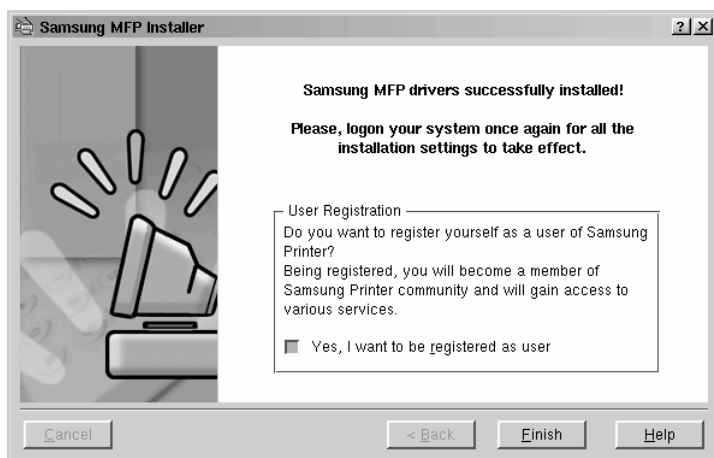 Samsung MFP Installer
Samsung MFP drivers successfully installed!
Please, logon your system once again for all the
installation settings to take effect.
User Registration
Do you want to register yourself as a user of Samsung
Printer?
Being registered, you will become a member of
Samsung Printer community and will gain access to
various services.
Yes, I want to be registered as user
Cancel
< Back
Finish
Help